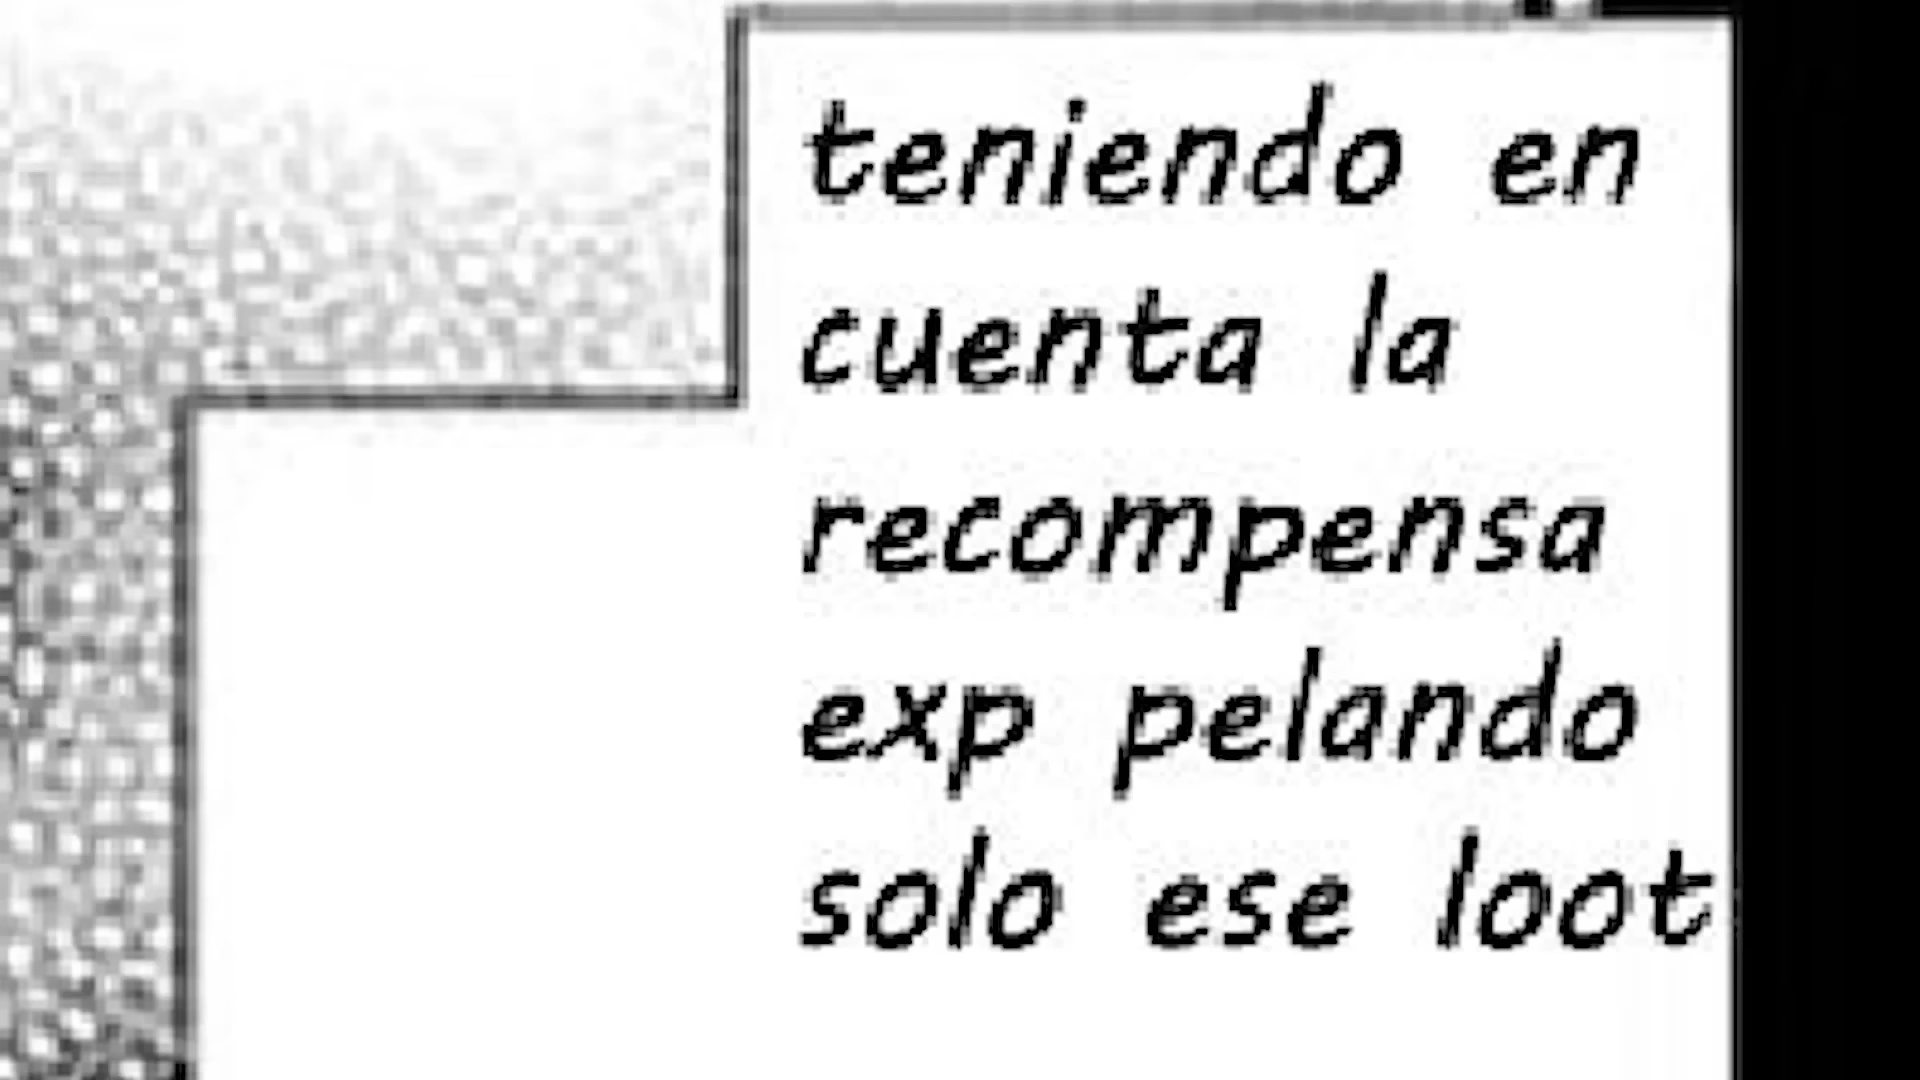 teniendo en
cuenta la
recompensa
exp pelando
solo ese loot